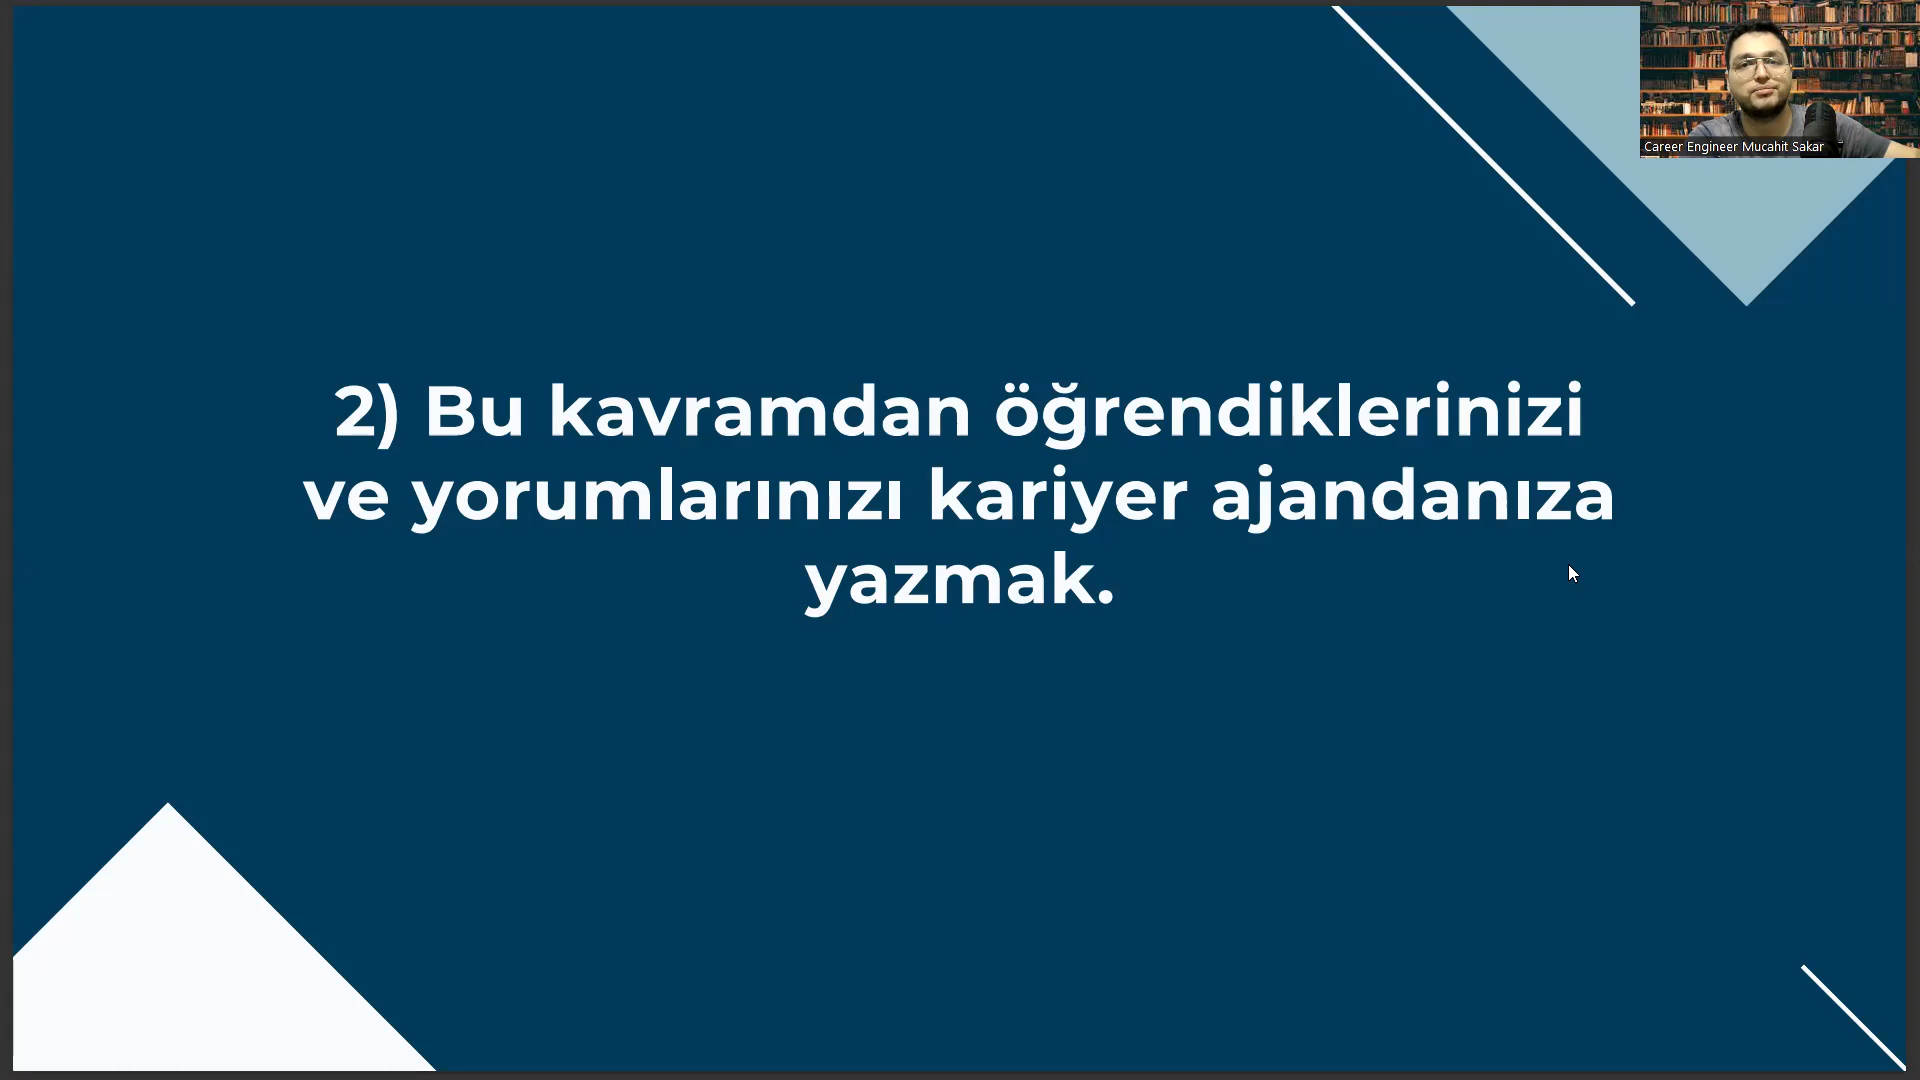 Career Engineer Mucahit Sakar
2) Bu kavramdan öğrendiklerinizi
ve yorumlarınızı kariyer ajandanıza
yazmak.